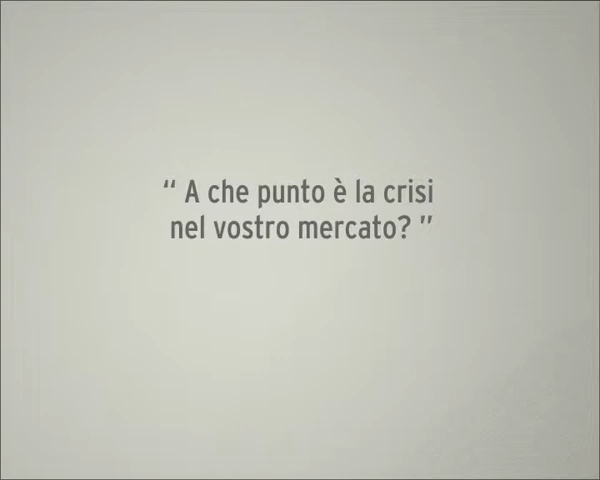 “ A che punto è la crisi
nel vostro mercato? ”